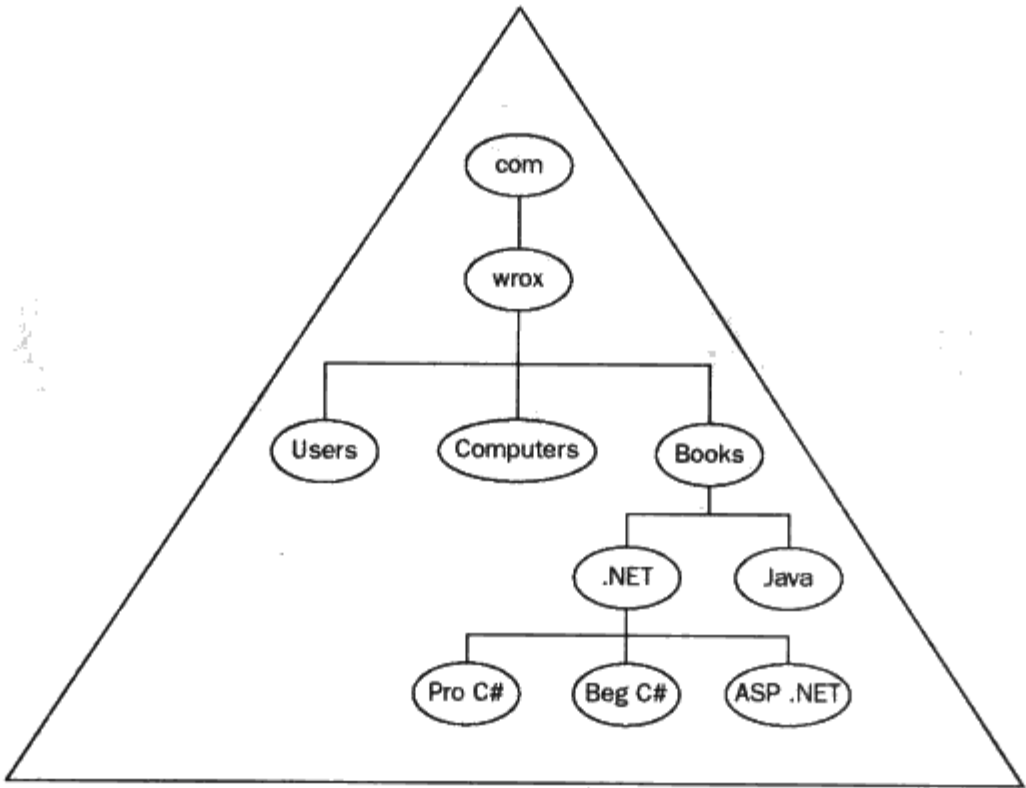 com
wrox
Users
Computers
Books
.NET
Java
Pro C#
Beg C#
ASP .NET